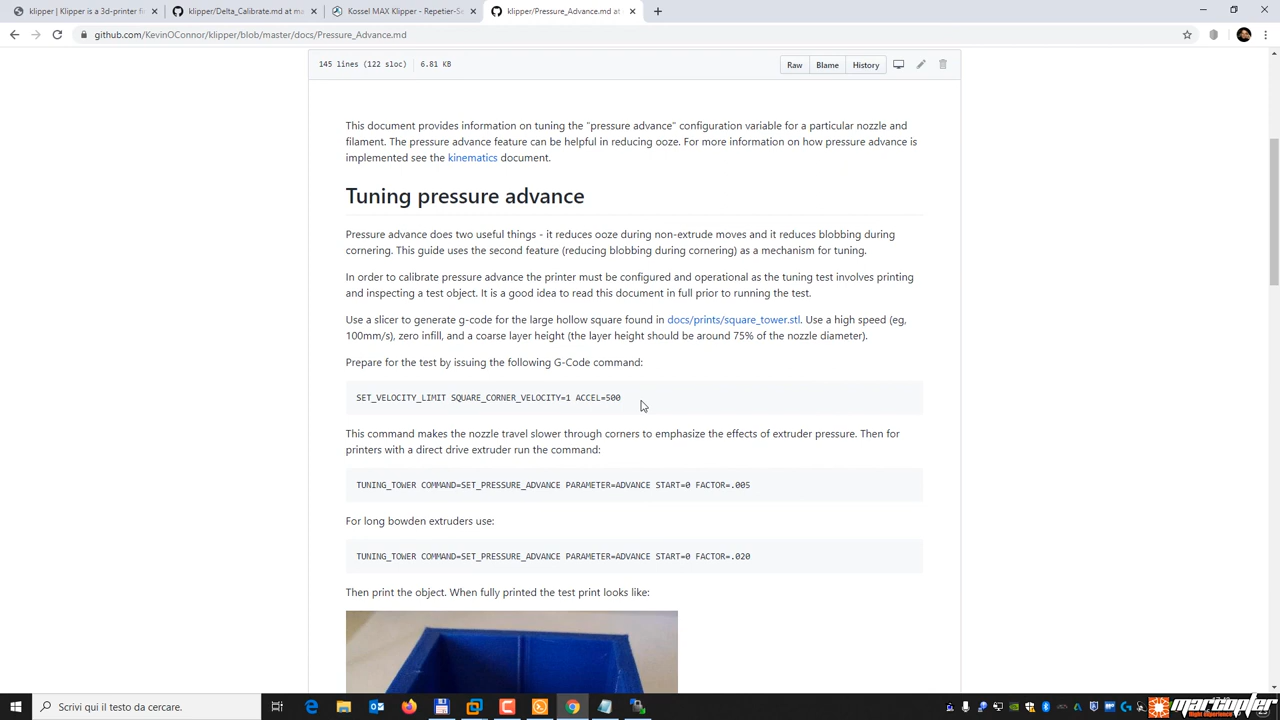 klipper | Klipper is a 3d-printer f
klipper/Delta_Calibrate.md at ma
Kossel MAX Klipper - Repetier-Se
klipper/Pressure_Advance.md at
github.com/KevinOConnor/klipper/blob/master/docs/Pressure_Advance.md
145 lines (122 sloc) 6.81 KB
Raw Blame History
This document provides information on tuning the "pressure advance" configuration variable for a particular nozzle and
filament. The pressure advance feature can be helpful in reducing ooze. For more information on how pressure advance is
implemented see the kinematics document.
Tuning pressure advance
Pressure advance does two useful things - it reduces ooze during non-extrude moves and it reduces blobbing during
cornering. This guide uses the second feature (reducing blobbing during cornering) as a mechanism for tuning.
In order to calibrate pressure advance the printer must be configured and operational as the tuning test involves printing
and inspecting a test object. It is a good idea to read this document in full prior to running the test.
Use a slicer to generate g-code for the large hollow square found in docs/prints/square_tower.stl. Use a high speed (eg,
100mm/s), zero infill, and a coarse layer height (the layer height should be around 75% of the nozzle diameter).
Prepare for the test by issuing the following G-Code command:
SET_VELOCITY_LIMIT SQUARE_CORNER_VELOCITY=1 ACCEL=500
This command makes the nozzle travel slower through corners to emphasize the effects of extruder pressure. Then for
printers with a direct drive extruder run the command:
TUNING_TOWER COMMAND=SET_PRESSURE_ADVANCE PARAMETER=ADVANCE START=0 FACTOR=.005
For long bowden extruders use:
TUNING_TOWER COMMAND=SET_PRESSURE_ADVANCE PARAMETER=ADVANCE START=0 FACTOR=.020
Then print the object. When fully printed the test print looks like:
Scrivi qui il testo da cercare.
martopter